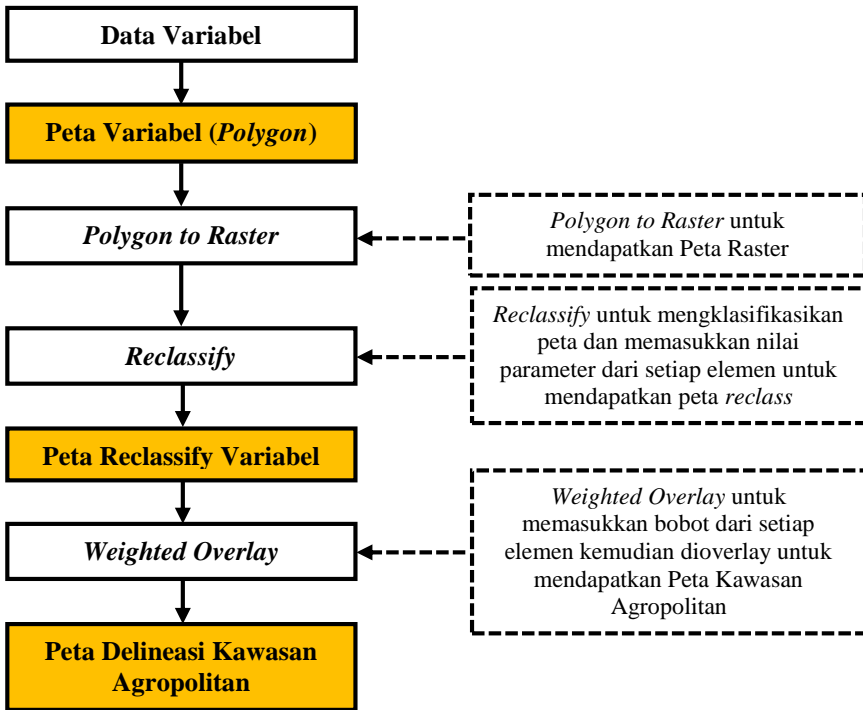 Data Variabel
Peta Variabel (Polygon)
Polygon to Raster
Polygon to Raster untuk
mendapatkan Peta Raster
Reclassify
Reclassify untuk mengklasifikasikan
peta dan memasukkan nilai
parameter dari setiap elemen untuk
mendapatkan peta reclass
Peta Reclassify Variabel
Weighted Overlay
Weighted Overlay untuk
memasukkan bobot dari setiap
elemen kemudian dioverlay untuk
mendapatkan Peta Kawasan
Agropolitan
Peta Delineasi Kawasan
Agropolitan